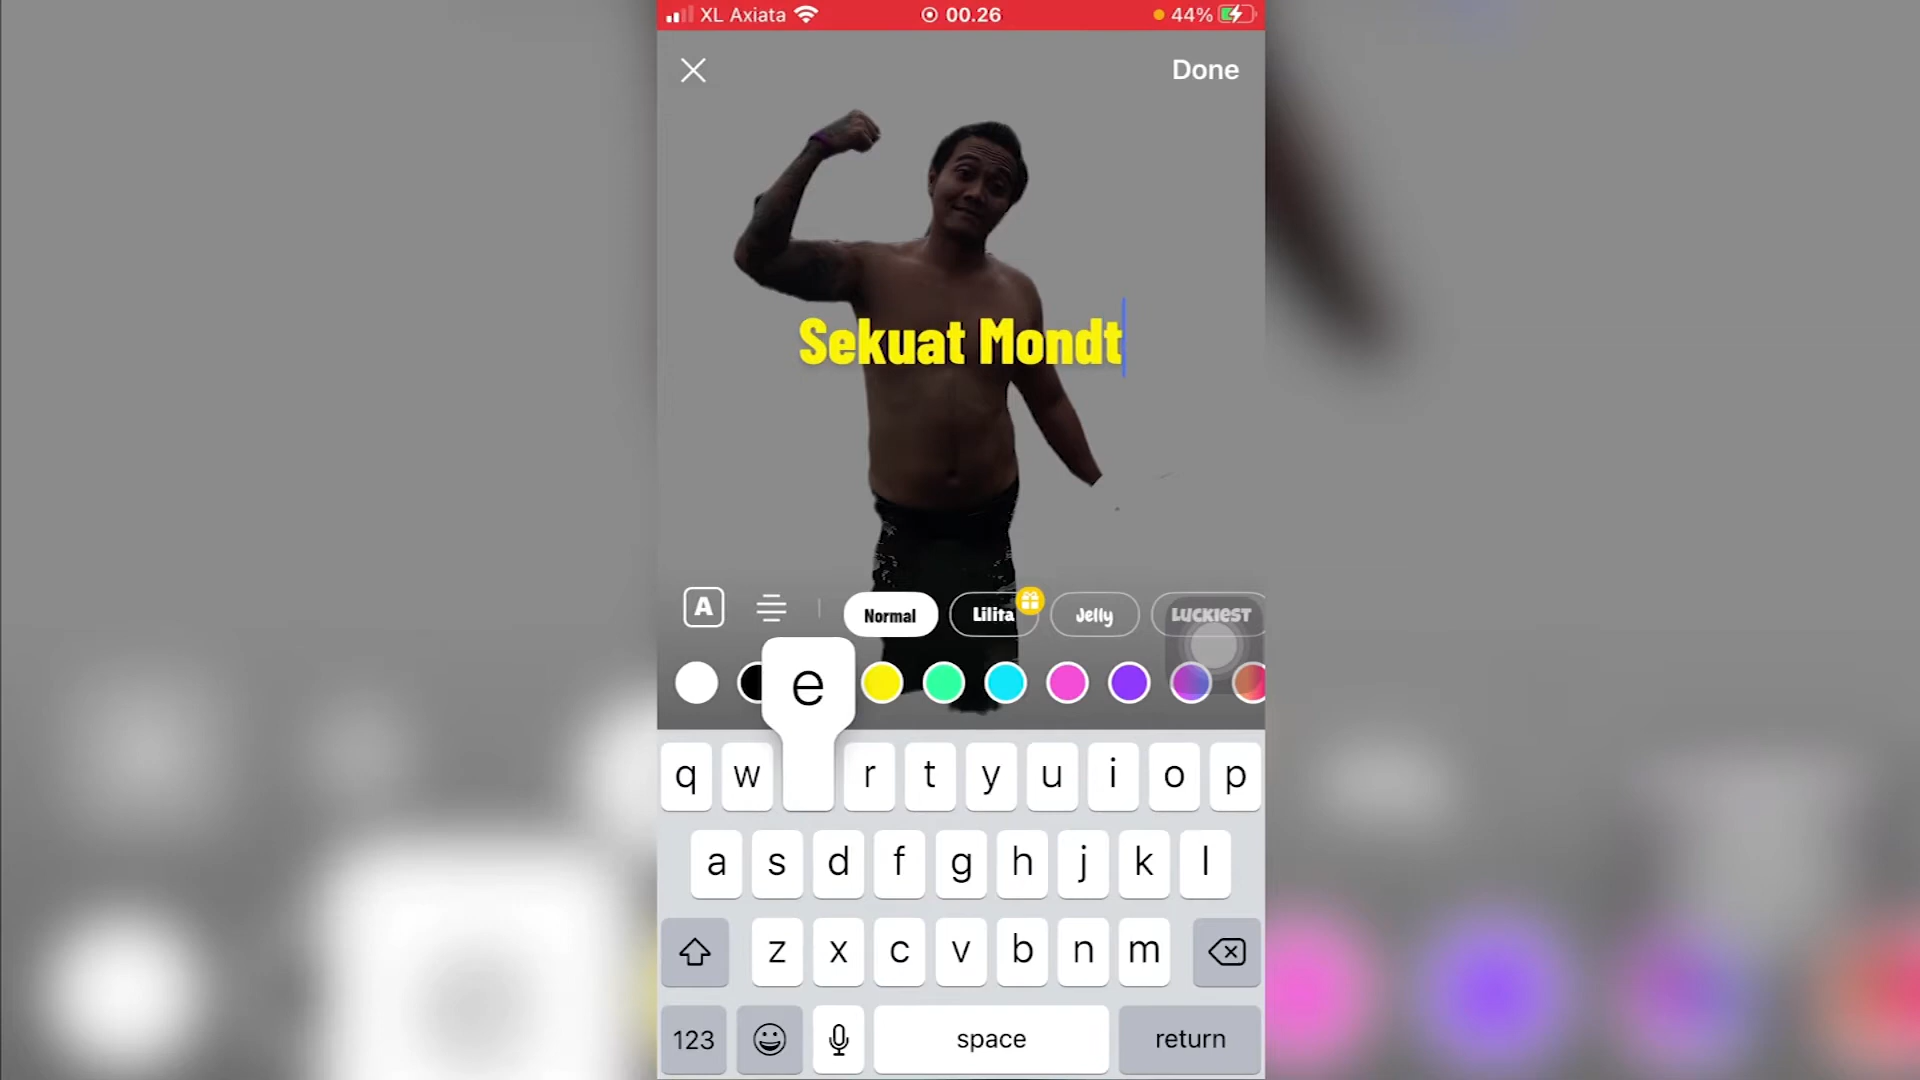 XL Axiata 00.26 44%
Done
Sekuat Mondt
A Normal Lilita Jelly LUCKIEST
e
q w r t y u i o p
a s d f g h j k l
z x c v b n m
123 space return